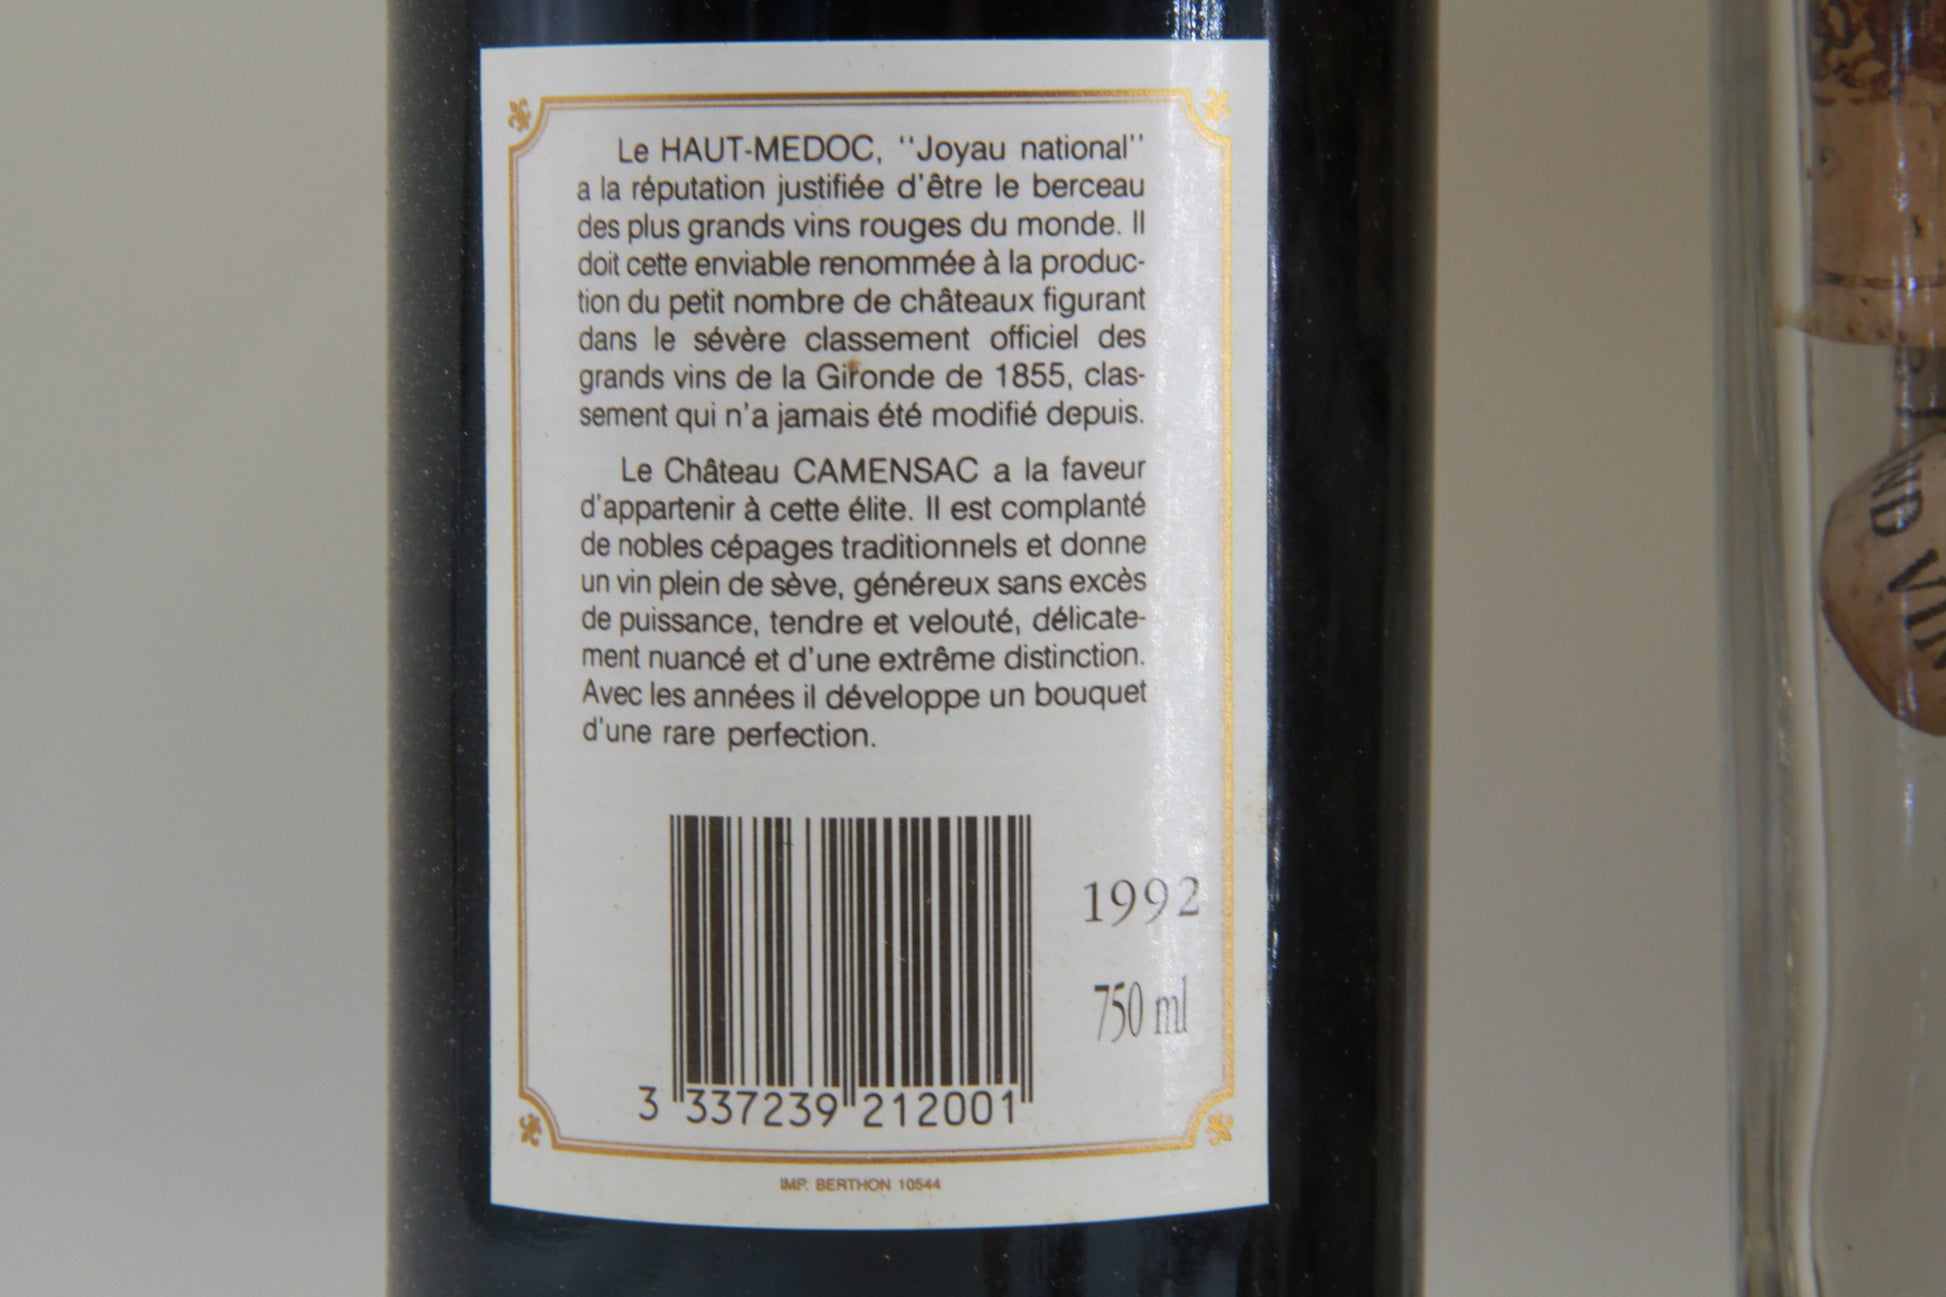 Le HAUT-MEDOC, ''Joyau national''
a la réputation justifiée d'être le berceau
des plus grands vins rouges du monde. Il
doit cette enviable renommée à la produc-
tion du petit nombre de châteaux figurant
dans le sévère classement officiel des
grands vins de la Gironde de 1855, clas-
sement qui n'a jamais été modifié depuis.
Le Château CAMENSAC a la faveur
d'appartenir à cette élite. Il est complanté
de nobles cépages traditionnels et donne
un vin plein de sève, généreux sans excès
de puissance, tendre et velouté, délicate-
ment nuancé et d'une extrême distinction.
Avec les années il développe un bouquet
d'une rare perfection.
1992
750 ml
3 337239 212001
IMP. BERTHON 10544